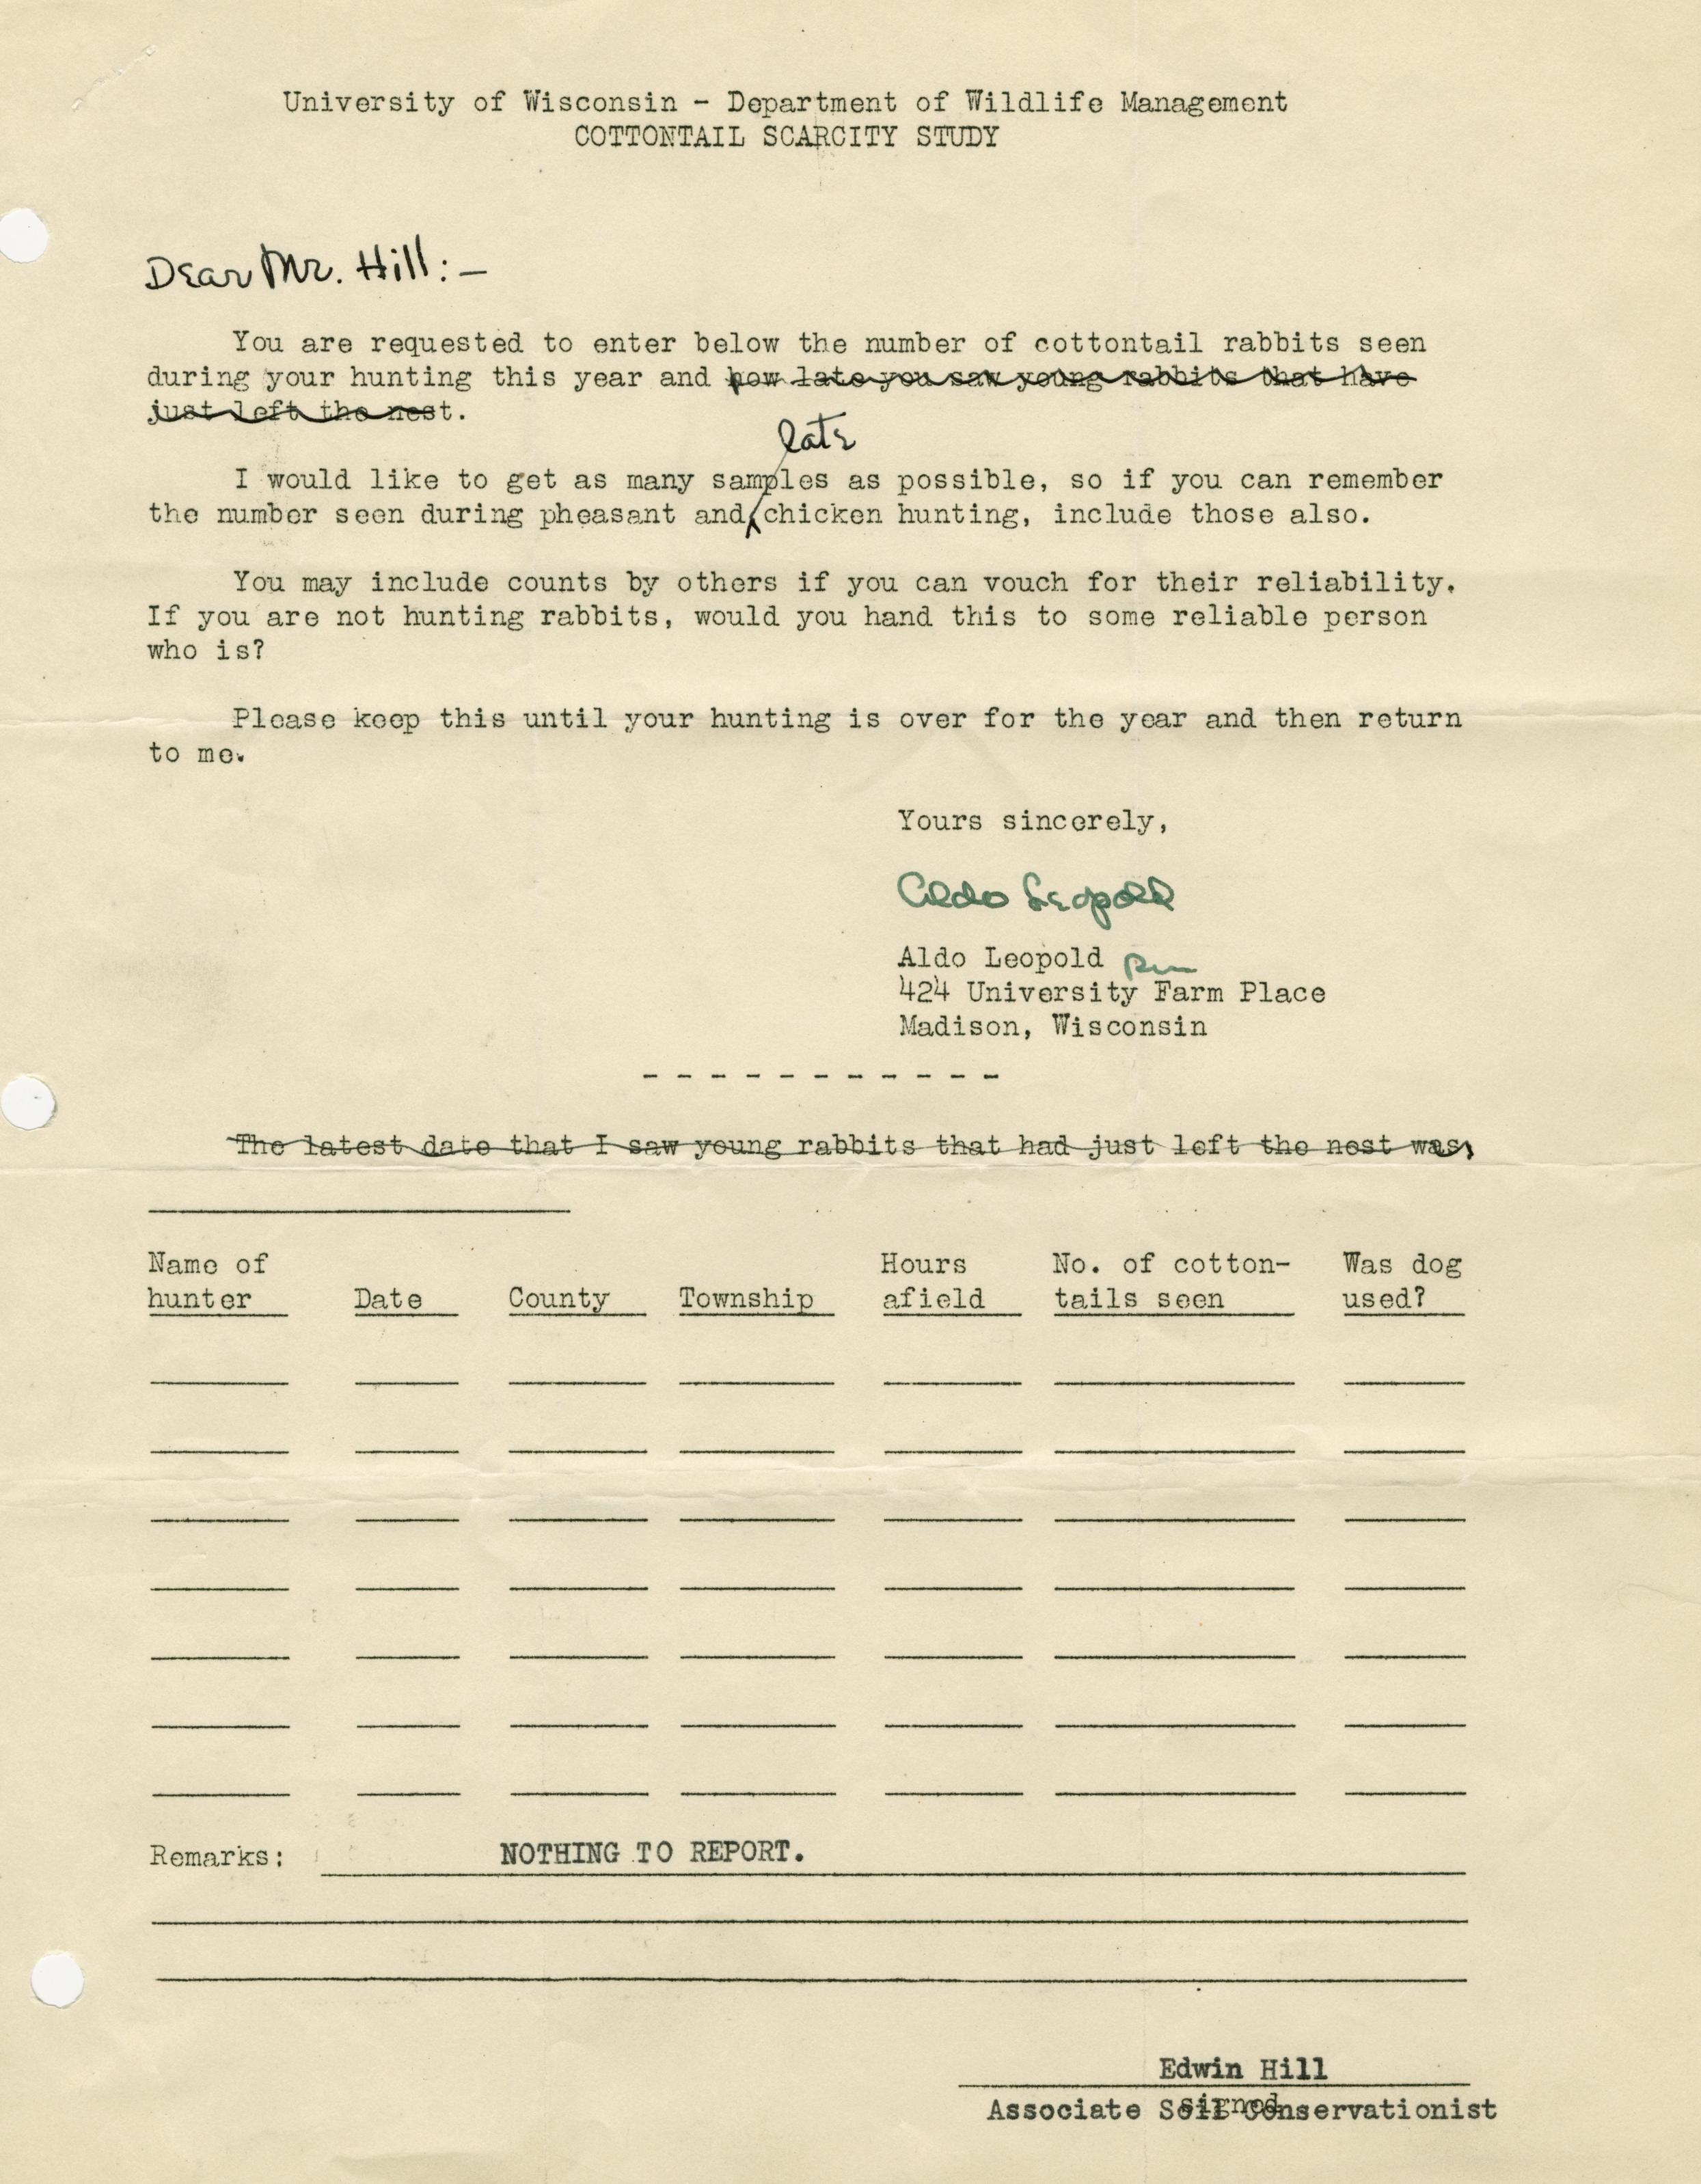 University of Wisconsin - Department of Wildlife Management
COTTONTAIL SCARCITY STUDY
Dear Mr. Hill:-
You are requested to enter below the number of cottontail rabbits seen
during your hunting this year and how late you saw young rabbits that have
just left the nest.
late
I would like to get as many samples as possible, so if you can remember
the number seen during pheasant and chicken hunting, include those also.
You may include counts by others if you can vouch for their reliability.
If you are not hunting rabbits, would you hand this to some reliable person
who is?
Please keep this until your hunting is over for the year and then return
to me.
Yours sincerely,
Aldo Leopold
Aldo Leopold
424 University Farm Place
Madison, Wisconsin
- - - - - - - - - - -
The latest date that I saw young rabbits that had just left the nest was
Name of Hours No. of cotton- Was dog
hunter Date County Township afield tails seen used?
Remarks: NOTHING TO REPORT.
Edwin Hill
signed
Associate Soil Conservationist